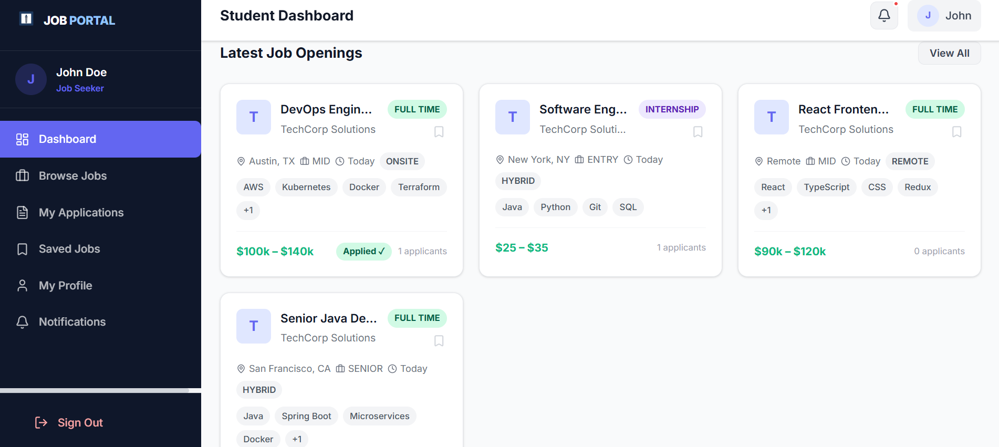 JOB PORTAL
J
John Doe
Job Seeker
Dashboard
Browse Jobs
My Applications
Saved Jobs
My Profile
Notifications
Sign Out
Student Dashboard
J
John
Latest Job Openings
View All
T
DevOps Engin...
FULL TIME
TechCorp Solutions
Austin, TX MID Today ONSITE
AWS Kubernetes Docker Terraform
+1
$100k – $140k Applied ✓ 1 applicants
T
Software Eng...
INTERNSHIP
TechCorp Soluti...
New York, NY ENTRY Today
HYBRID
Java Python Git SQL
$25 – $35 1 applicants
T
React Fronten...
FULL TIME
TechCorp Solutions
Remote MID Today REMOTE
React TypeScript CSS Redux
+1
$90k – $120k 0 applicants
T
Senior Java De...
FULL TIME
TechCorp Solutions
San Francisco, CA SENIOR Today
HYBRID
Java Spring Boot Microservices
Docker +1